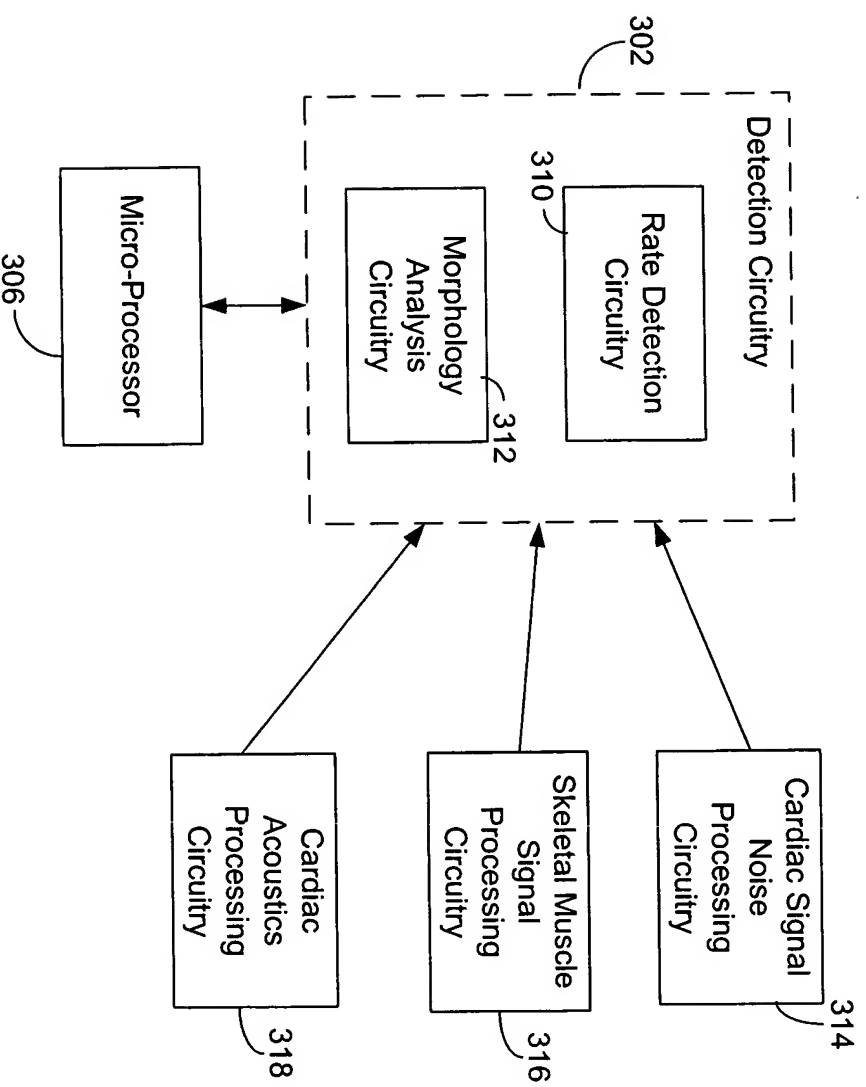 302
Detection Circuitry
310
Rate Detection
Circuitry
Morphology
Analysis
Circuitry
312
Micro-Processor
306
Cardiac Signal
Noise
Processing
Circuitry
314
Skeletal Muscle
Signal
Processing
Circuitry
316
Cardiac
Acoustics
Processing
Circuitry
318